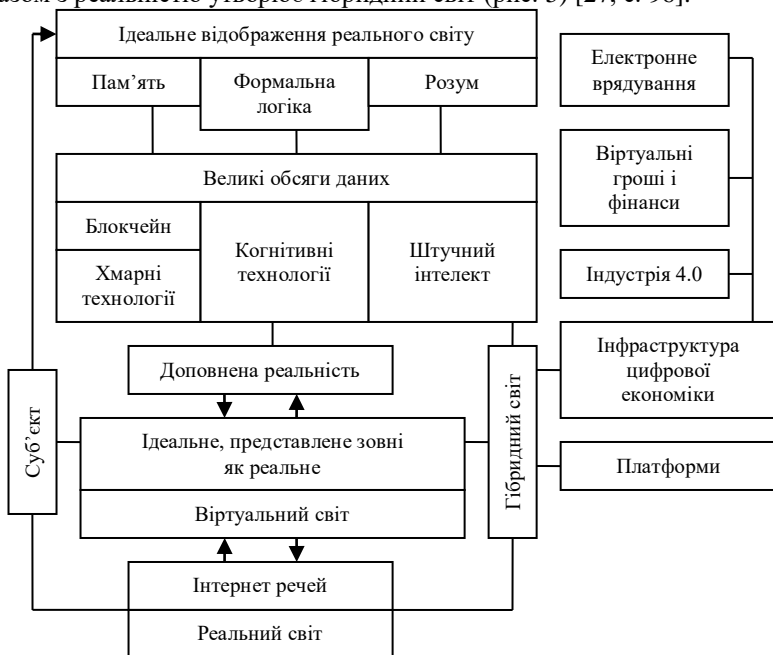 разом з реальністю утворює гібридний світ (рис. 3) [27, с. 98].
Ідеальне відображення реального світу
Пам’ять
Формальна
логіка
Розум
Великі обсяги даних
Блокчейн
Хмарні
технології
Когнітивні
технології
Штучний
інтелект
Доповнена реальність
Ідеальне, представлене зовні
як реальне
Віртуальний світ
Інтернет речей
Реальний світ
Суб’єкт
Гібридний світ
Електронне
врядування
Віртуальні
гроші і
фінанси
Індустрія 4.0
Інфраструктура
цифрової
економіки
Платформи